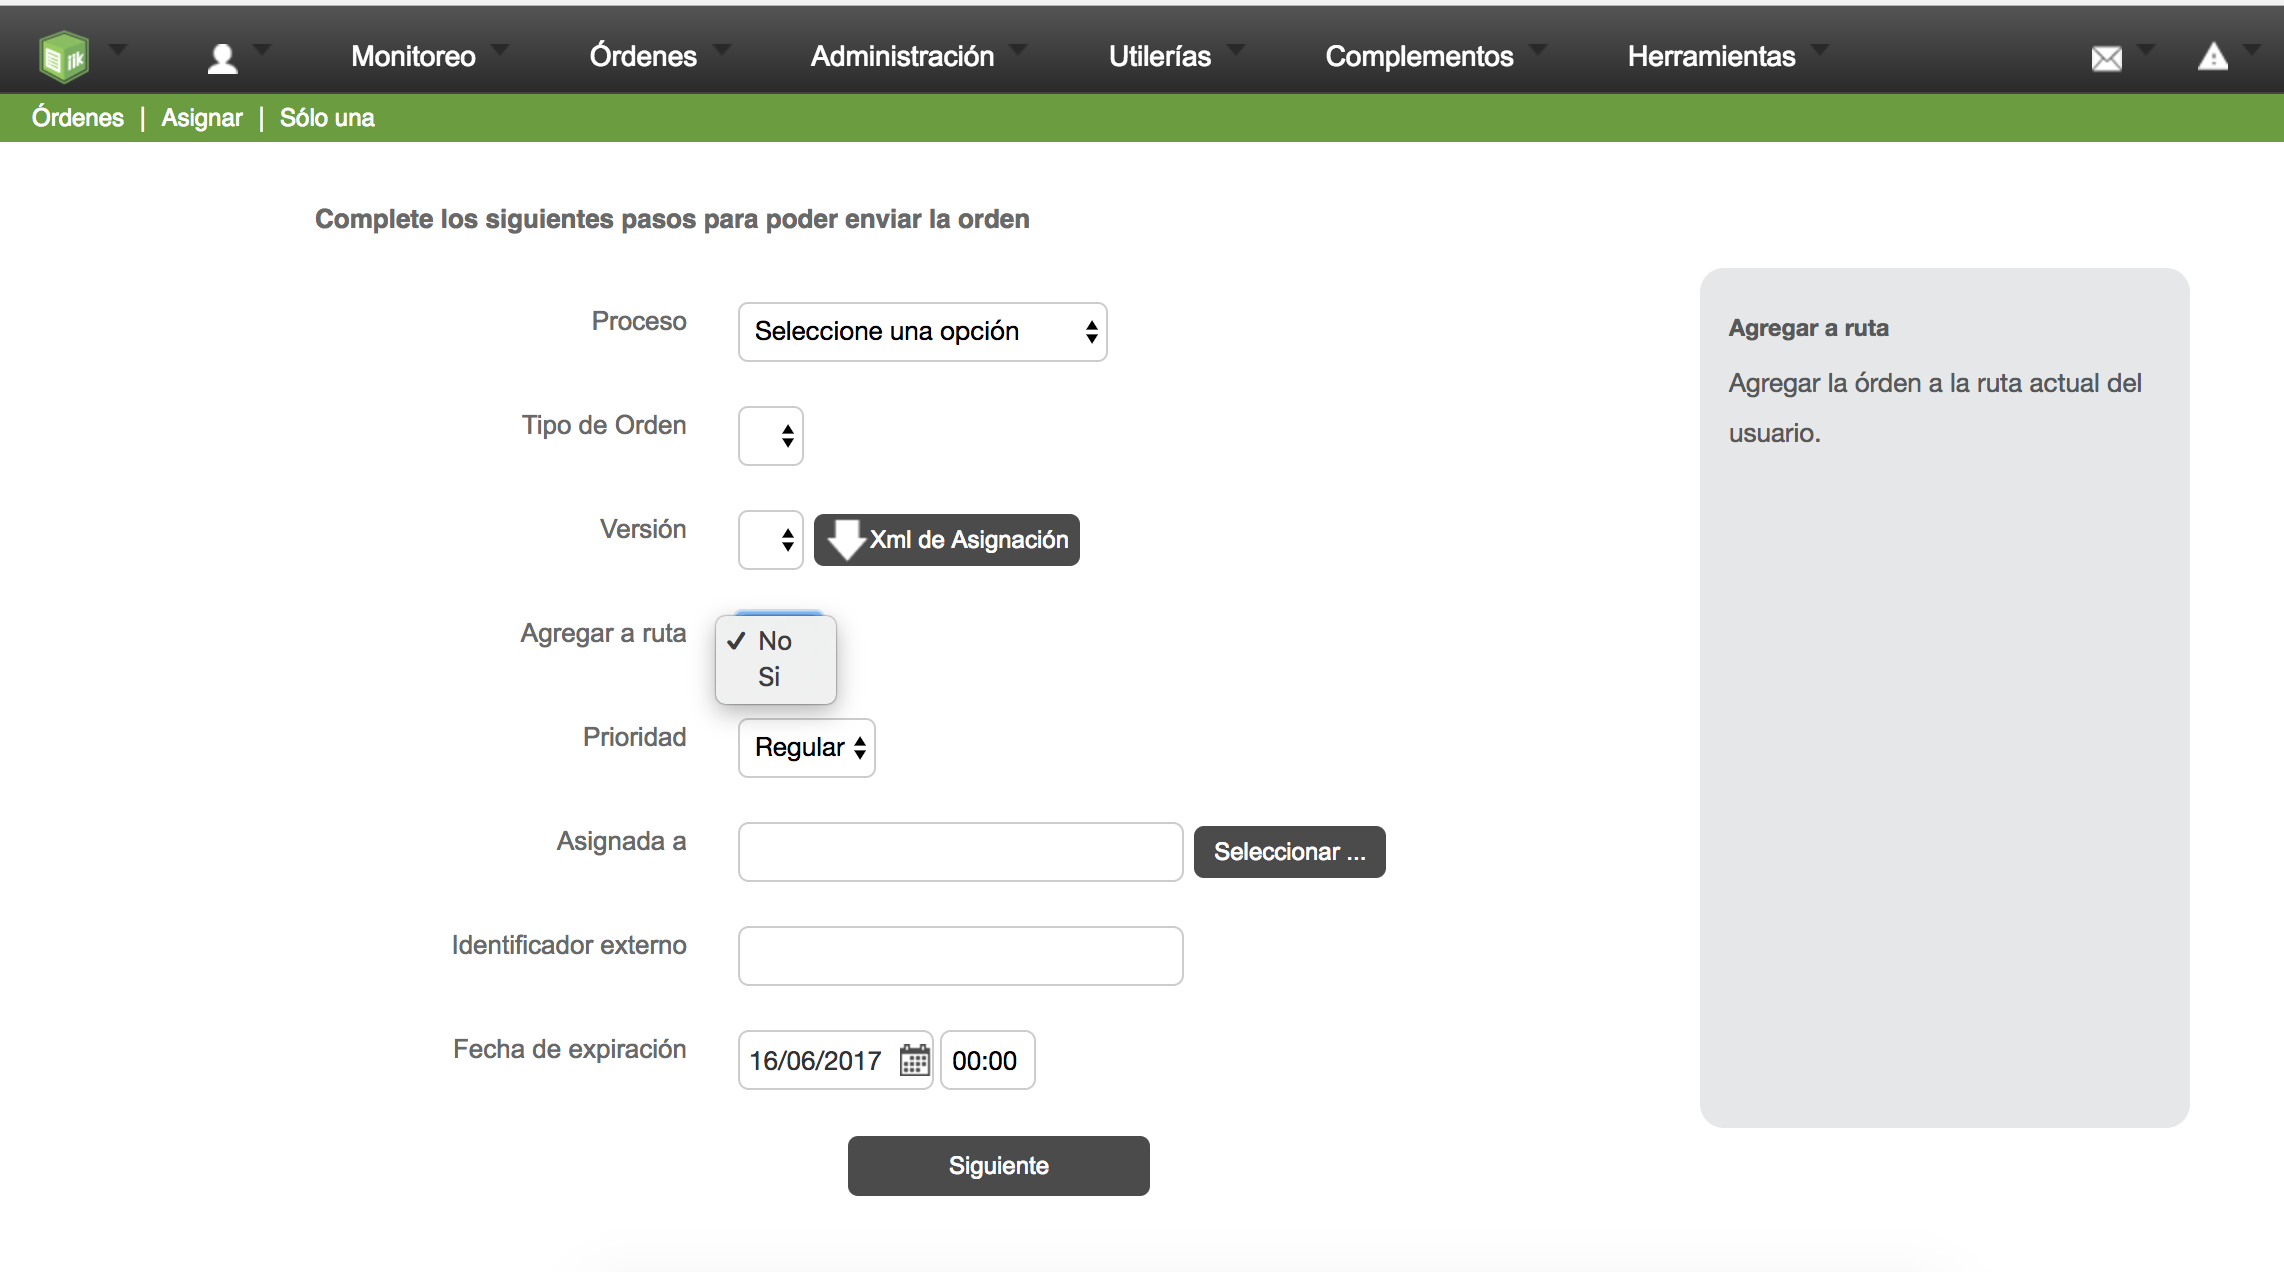 iik
Monitoreo
Órdenes
Administración
Utilerías
Complementos
Herramientas
Órdenes | Asignar | Sólo una
Complete los siguientes pasos para poder enviar la orden
Proceso
Seleccione una opción
Tipo de Orden
Versión
Xml de Asignación
Agregar a ruta
No
Si
Prioridad
Regular
Asignada a
Seleccionar ...
Identificador externo
Fecha de expiración
16/06/2017
00:00
Siguiente
Agregar a ruta
Agregar la órden a la ruta actual del
usuario.